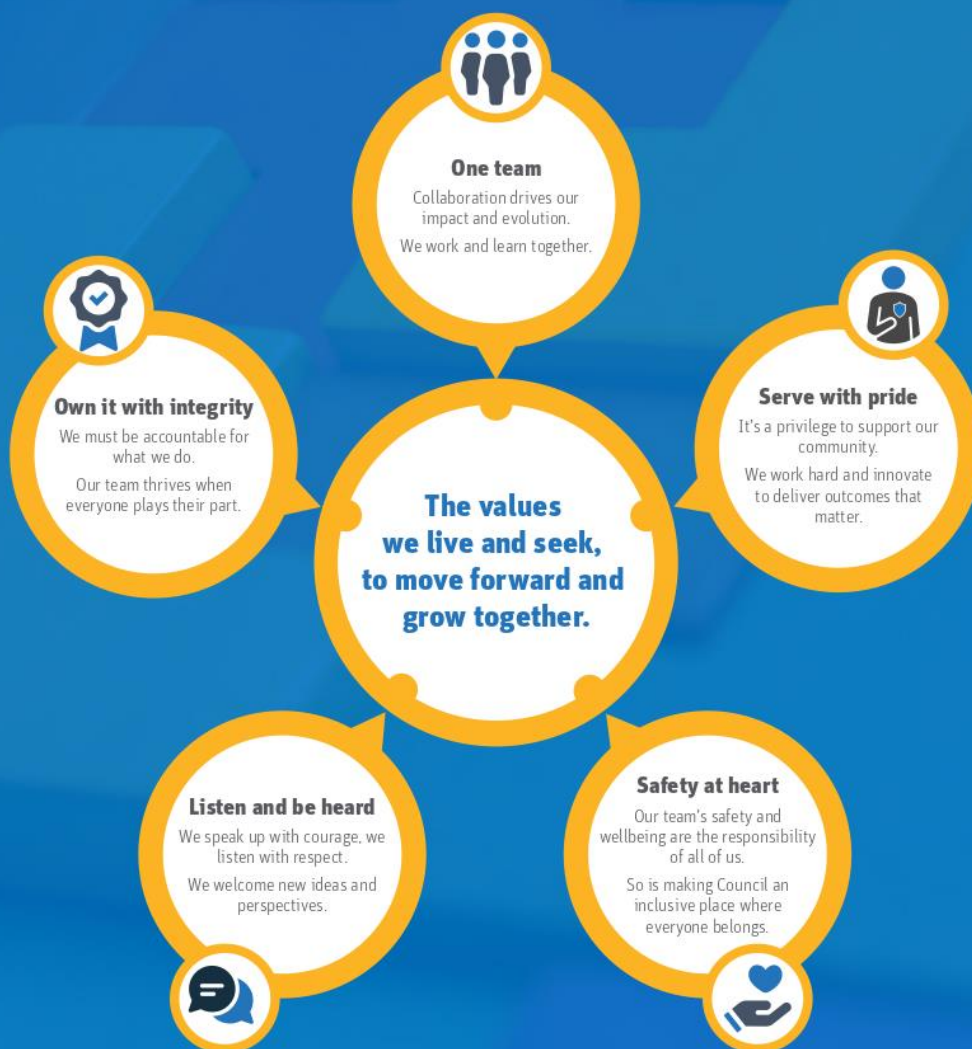 One team
Collaboration drives our
impact and evolution.
We work and learn together.
Own it with integrity
We must be accountable for
what we do.
Our team thrives when
everyone plays their part.
Serve with pride
It's a privilege to support our
community.
We work hard and innovate
to deliver outcomes that
matter.
The values
we live and seek,
to move forward and
grow together.
Listen and be heard
We speak up with courage, we
listen with respect.
We welcome new ideas and
perspectives.
Safety at heart
Our team's safety and
wellbeing are the responsibility
of all of us.
So is making Council an
inclusive place where
everyone belongs.